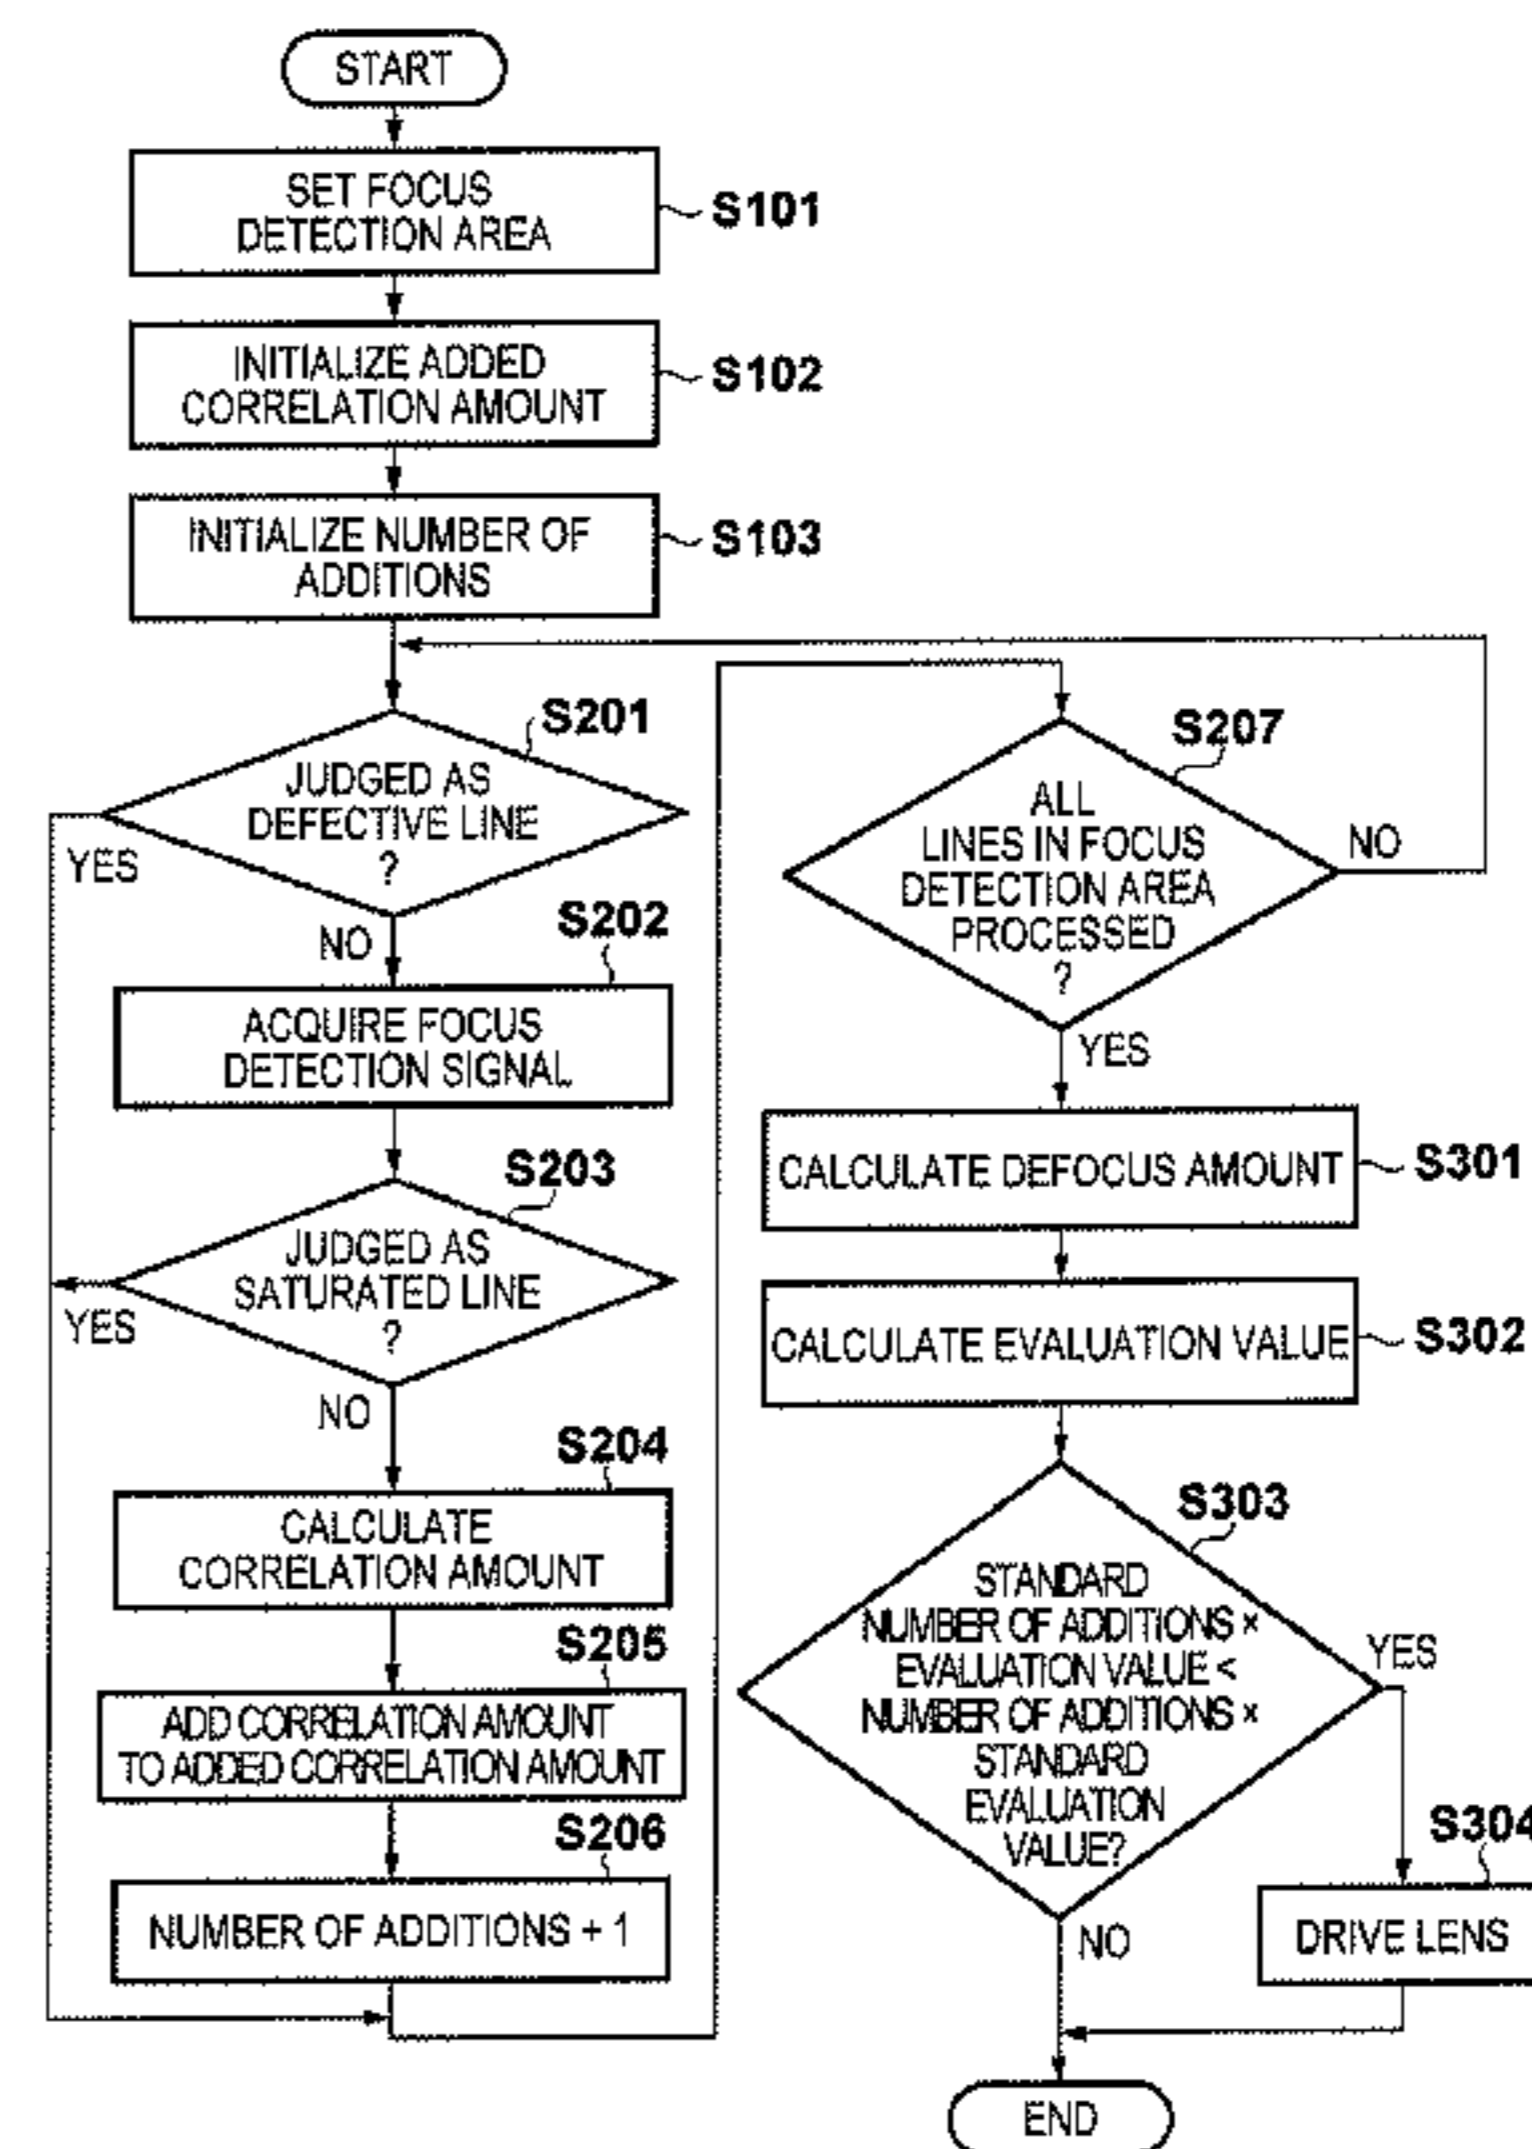 START
SET FOCUS
DETECTION AREA
S101
INITIALIZE ADDED
CORRELATION AMOUNT
S102
INITIALIZE NUMBER OF
ADDITIONS
S103
S201
JUDGED AS
DEFECTIVE LINE
?
YES
NO
S202
ACQUIRE FOCUS
DETECTION SIGNAL
S203
JUDGED AS
SATURATED LINE
?
YES
NO
S204
CALCULATE
CORRELATION AMOUNT
S205
ADD CORRELATION AMOUNT
TO ADDED CORRELATION AMOUNT
S206
NUMBER OF ADDITIONS + 1
S207
ALL
LINES IN FOCUS
DETECTION AREA
PROCESSED
?
NO
YES
CALCULATE DEFOCUS AMOUNT
S301
CALCULATE EVALUATION VALUE
S302
S303
STANDARD
NUMBER OF ADDITIONS ×
EVALUATION VALUE <
NUMBER OF ADDITIONS ×
STANDARD
EVALUATION
VALUE?
YES
NO
S304
DRIVE LENS
END